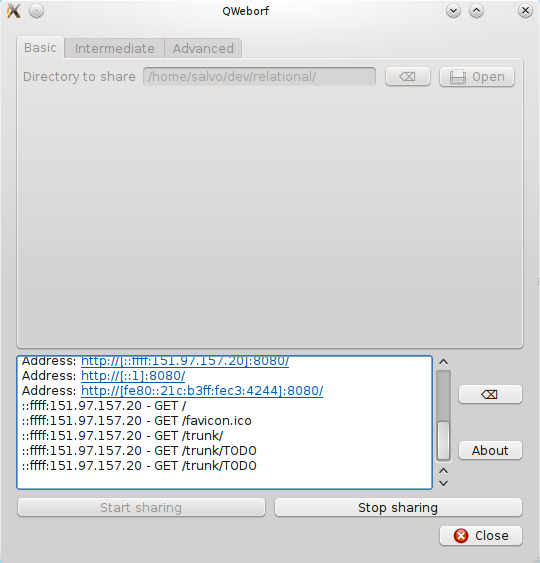 QWeborf
Basic Intermediate Advanced
Directory to share /home/salvo/dev/relational/ Open
Address: http://[::ffff:151.97.157.20]:8080/
Address: http://[::1]:8080/
Address: http://[fe80::21c:b3ff:fec3:4244]:8080/
::ffff:151.97.157.20 - GET /
::ffff:151.97.157.20 - GET /favicon.ico
::ffff:151.97.157.20 - GET /trunk/
::ffff:151.97.157.20 - GET /trunk/TODO
::ffff:151.97.157.20 - GET /trunk/TODO
About
Start sharing Stop sharing
Close